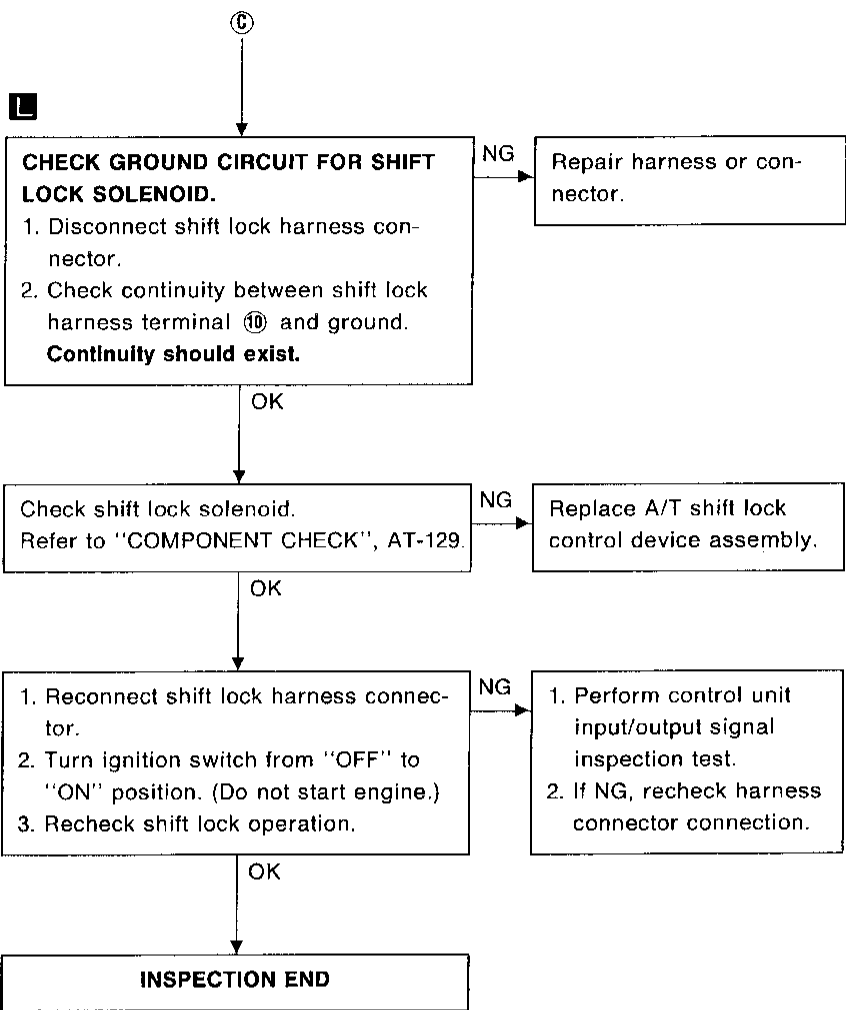 Ⓒ
L
CHECK GROUND CIRCUIT FOR SHIFT
LOCK SOLENOID.
1. Disconnect shift lock harness con-
nector.
2. Check continuity between shift lock
harness terminal ⑩ and ground.
Continuity should exist.
NG
Repair harness or con-
nector.
OK
Check shift lock solenoid.
Refer to "COMPONENT CHECK", AT-129.
NG
Replace A/T shift lock
control device assembly.
OK
1. Reconnect shift lock harness connec-
tor.
2. Turn ignition switch from "OFF" to
"ON" position. (Do not start engine.)
3. Recheck shift lock operation.
NG
1. Perform control unit
input/output signal
inspection test.
2. If NG, recheck harness
connector connection.
OK
INSPECTION END